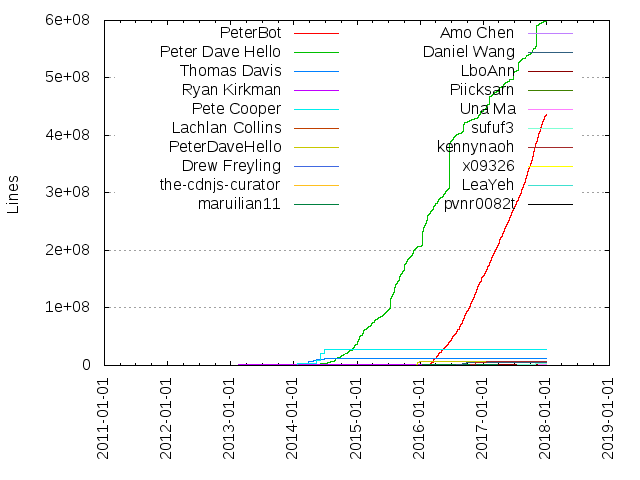 6e+08
5e+08
4e+08
3e+08
2e+08
1e+08
0
Lines
PeterBot
Peter Dave Hello
Thomas Davis
Ryan Kirkman
Pete Cooper
Lachlan Collins
PeterDaveHello
Drew Freyling
the-cdnjs-curator
maruilian11
Amo Chen
Daniel Wang
LboAnn
Piicksarn
Una Ma
sufuf3
kennynaoh
x09326
LeaYeh
pvnr0082t
2011-01-01
2012-01-01
2013-01-01
2014-01-01
2015-01-01
2016-01-01
2017-01-01
2018-01-01
2019-01-01